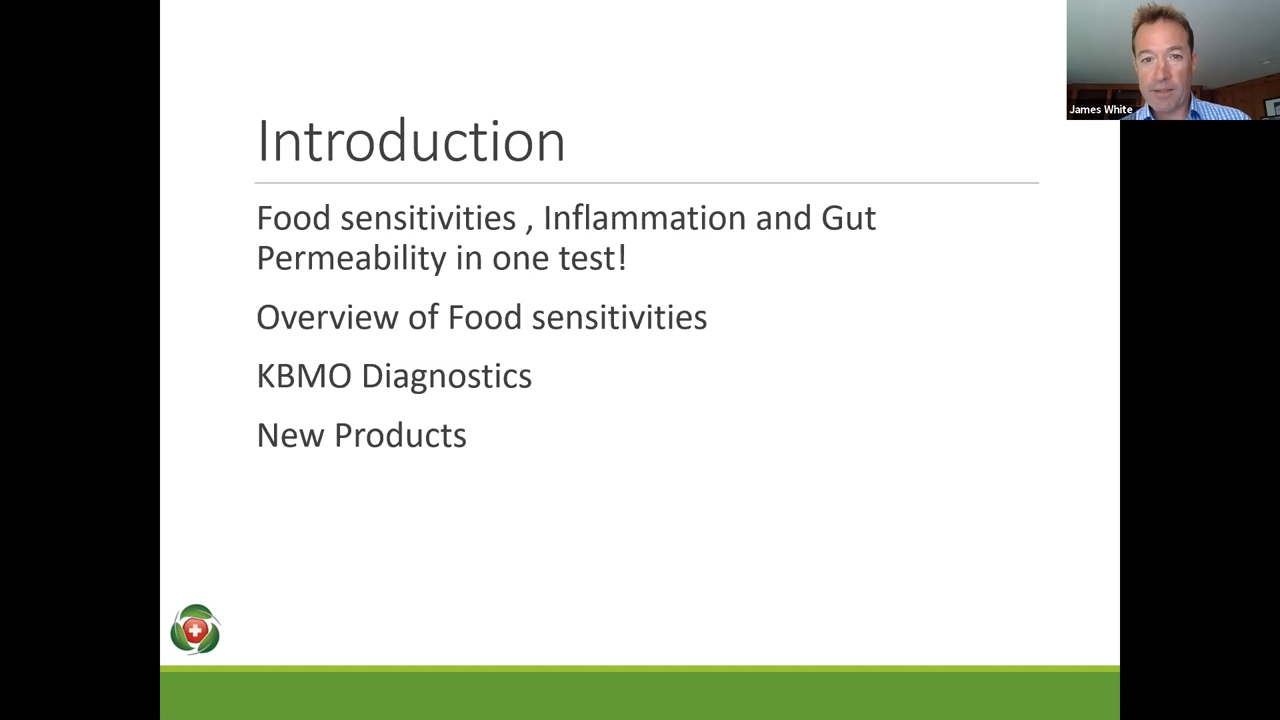 James White
Introduction
Food sensitivities , Inflammation and Gut
Permeability in one test!
Overview of Food sensitivities
KBMO Diagnostics
New Products